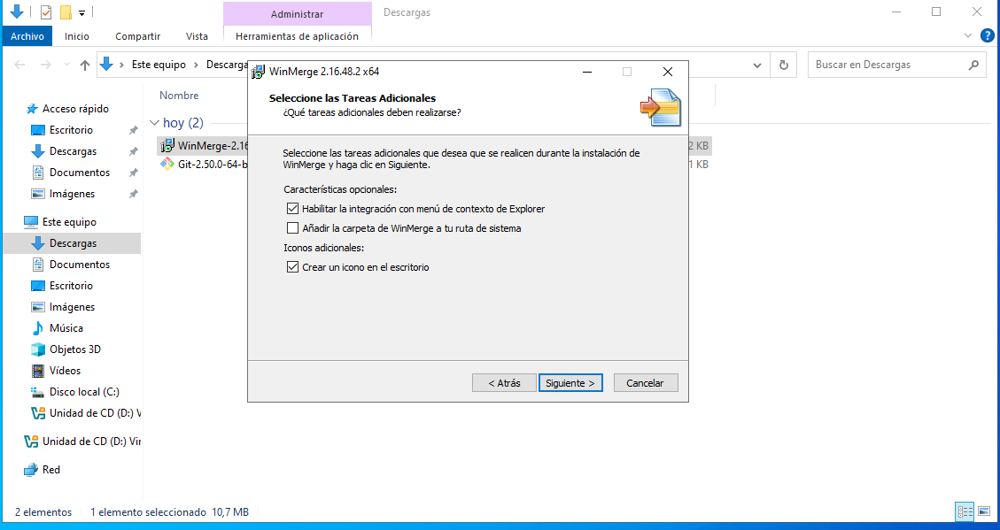 Administrar
Descargas
Archivo
Inicio
Compartir
Vista
Herramientas de aplicación
Este equipo
Descarga
Buscar en Descargas
WinMerge 2.16.48.2 x64
Seleccione las Tareas Adicionales
¿Qué tareas adicionales deben realizarse?
Seleccione las tareas adicionales que desea que se realicen durante la instalación de
WinMerge y haga clic en Siguiente.
Características opcionales:
Habilitar la integración con menú de contexto de Explorer
Añadir la carpeta de WinMerge a tu ruta de sistema
Iconos adicionales:
Crear un icono en el escritorio
< Atrás
Siguiente >
Cancelar
Nombre
hoy (2)
WinMerge-2.16
2 KB
Git-2.50.0-64-b
1 KB
Acceso rápido
Escritorio
Descargas
Documentos
Imágenes
Este equipo
Descargas
Documentos
Escritorio
Imágenes
Música
Objetos 3D
Vídeos
Disco local (C:)
Unidad de CD (D:) V
Unidad de CD (D:) Vir
Red
2 elementos
1 elemento seleccionado 10,7 MB